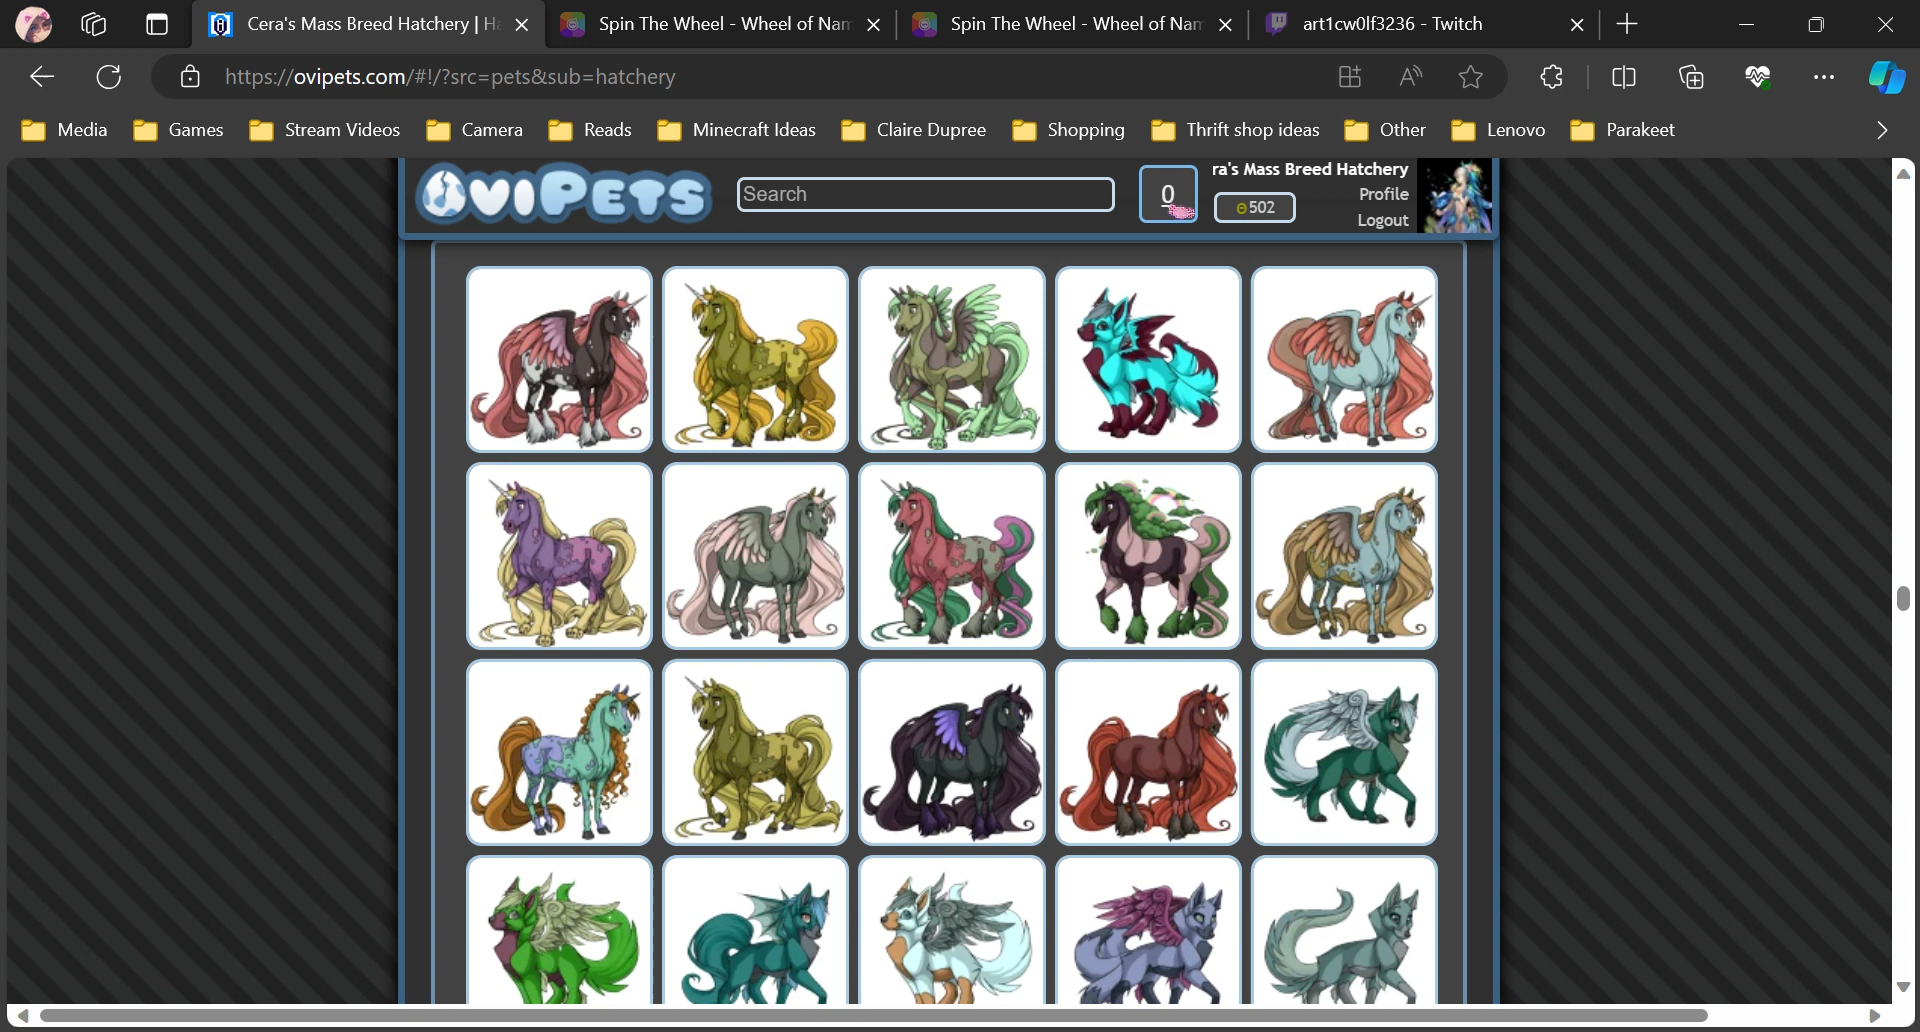 Cera's Mass Breed Hatchery | Ha
Spin The Wheel - Wheel of Nam
Spin The Wheel - Wheel of Nam
art1cw0lf3236 - Twitch
https://ovipets.com/#!/?src=pets&sub=hatchery
Media
Games
Stream Videos
Camera
Reads
Minecraft Ideas
Claire Dupree
Shopping
Thrift shop ideas
Other
Lenovo
Parakeet
OviPets
Search
0
ra's Mass Breed Hatchery
502
Profile
Logout